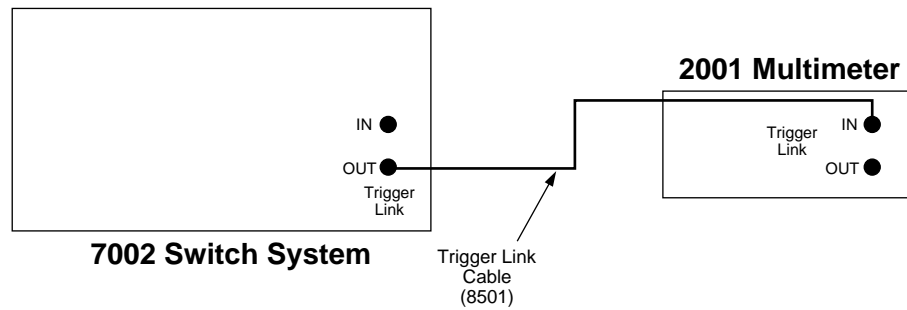 2001 Multimeter
IN
OUT
Trigger
Link
IN
OUT
Trigger
Link
7002 Switch System
Trigger Link
Cable
(8501)